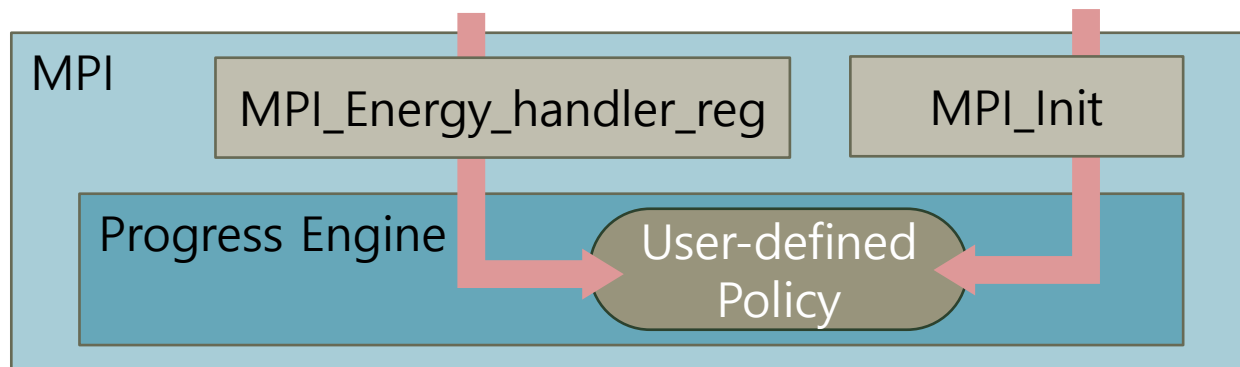 MPI
MPI_Energy_handler_reg
MPI_Init
Progress Engine
User-defined
Policy